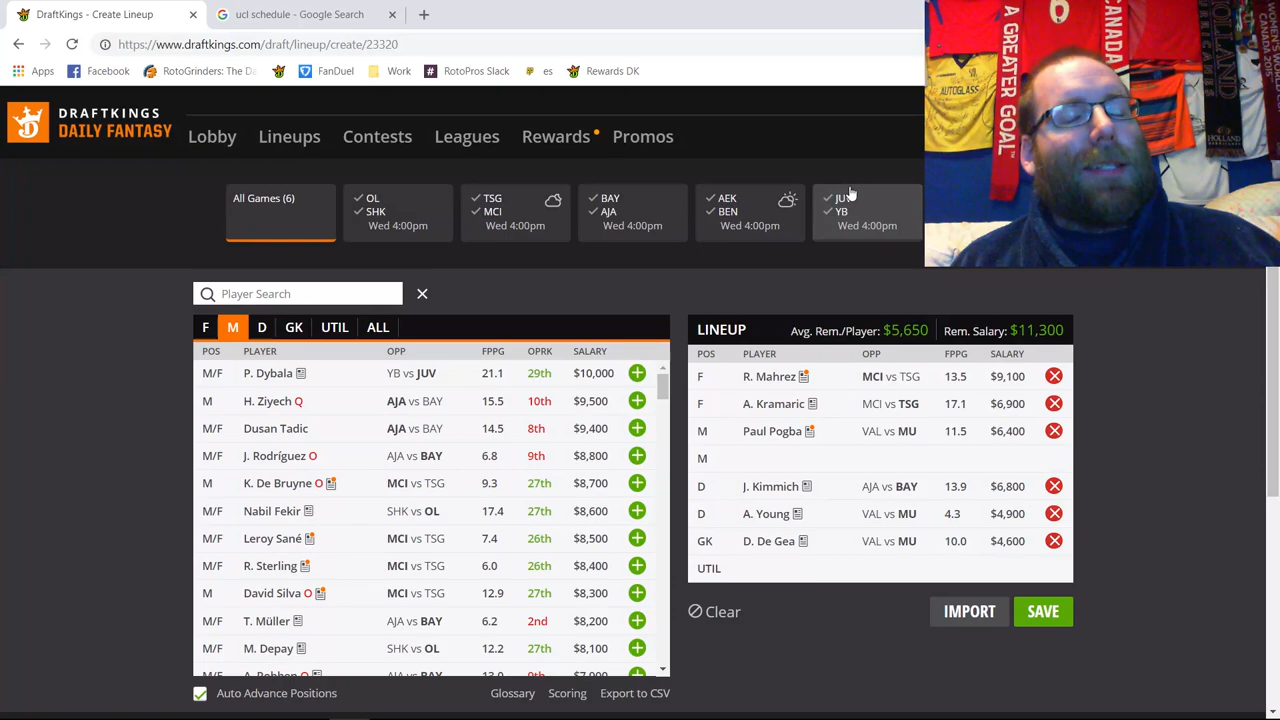 DraftKings - Create Lineup
ucl schedule - Google Search
https://www.draftkings.com/draft/lineup/create/23320
Apps Facebook RotoGrinders: The Da FanDuel Work RotoPros Slack es Rewards DK
DRAFTKINGS
DAILY FANTASY
Lobby Lineups Contests Leagues Rewards Promos
All Games (6)
OL
SHK
Wed 4:00pm
TSG
MCI
Wed 4:00pm
BAY
AJA
Wed 4:00pm
AEK
BEN
Wed 4:00pm
JUV
YB
Wed 4:00pm
A GREATER GOAL
CANADA
6
HOLLAND
AUTOGLASS
HOLLAND
Player Search
F M D GK UTIL ALL
POS PLAYER OPP FPPG OPRK SALARY
M/F P. Dybala YB vs JUV 21.1 29th $10,000
M H. Ziyech Q AJA vs BAY 15.5 10th $9,500
M/F Dusan Tadic AJA vs BAY 14.5 8th $9,400
M/F J. Rodríguez O AJA vs BAY 6.8 9th $8,800
M K. De Bruyne O MCI vs TSG 9.3 27th $8,700
M/F Nabil Fekir SHK vs OL 17.4 27th $8,600
M/F Leroy Sané MCI vs TSG 7.4 26th $8,500
M/F R. Sterling MCI vs TSG 6.0 26th $8,400
M David Silva O MCI vs TSG 12.9 27th $8,300
M/F T. Müller AJA vs BAY 6.2 2nd $8,200
M/F M. Depay SHK vs OL 12.2 27th $8,100
Auto Advance Positions
Glossary Scoring Export to CSV
LINEUP Avg. Rem./Player: $5,650 Rem. Salary: $11,300
POS PLAYER OPP FPPG SALARY
F R. Mahrez MCI vs TSG 13.5 $9,100
F A. Kramaric MCI vs TSG 17.1 $6,900
M Paul Pogba VAL vs MU 11.5 $6,400
M
D J. Kimmich AJA vs BAY 13.9 $6,800
D A. Young VAL vs MU 4.3 $4,900
GK D. De Gea VAL vs MU 10.0 $4,600
UTIL
Clear
IMPORT
SAVE